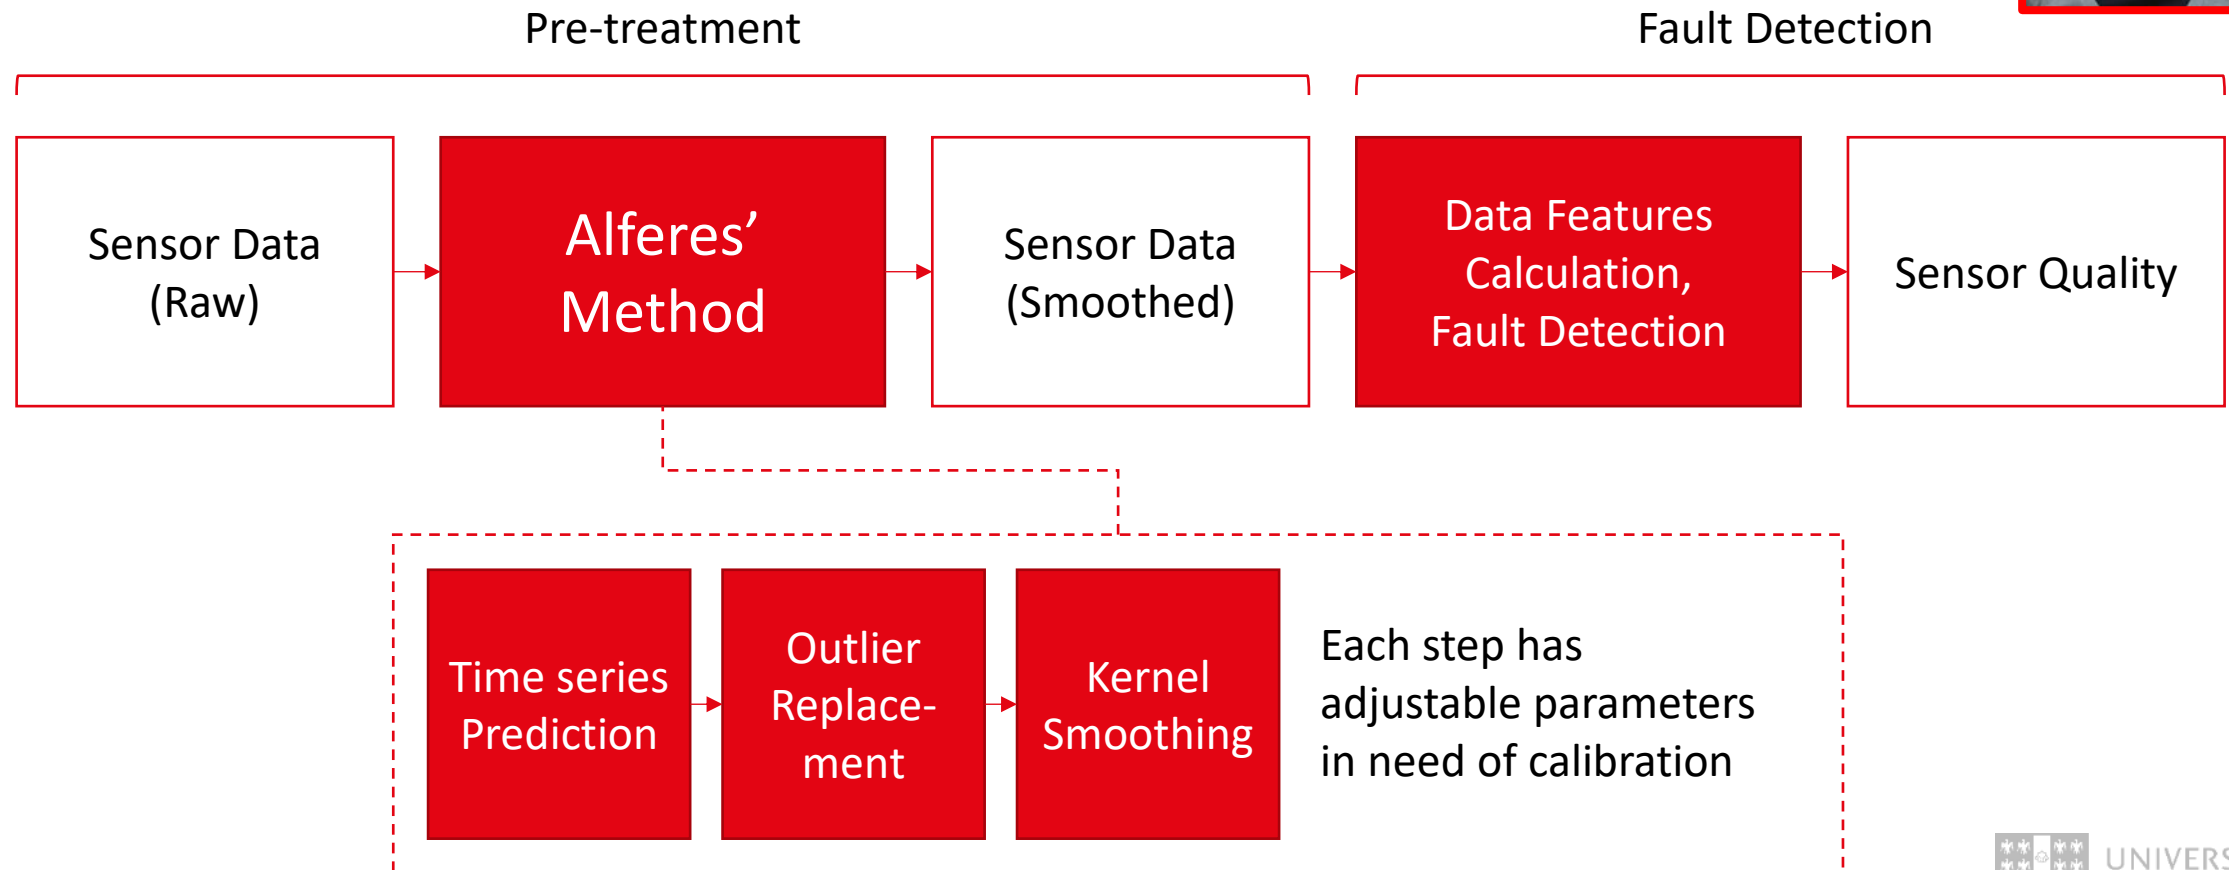 Pre-treatment
Fault Detection
Sensor Data
(Raw)
Alferes’
Method
Sensor Data
(Smoothed)
Data Features
Calculation,
Fault Detection
Sensor Quality
Time series
Prediction
Outlier
Replace-
ment
Kernel
Smoothing
Each step has
adjustable parameters
in need of calibration